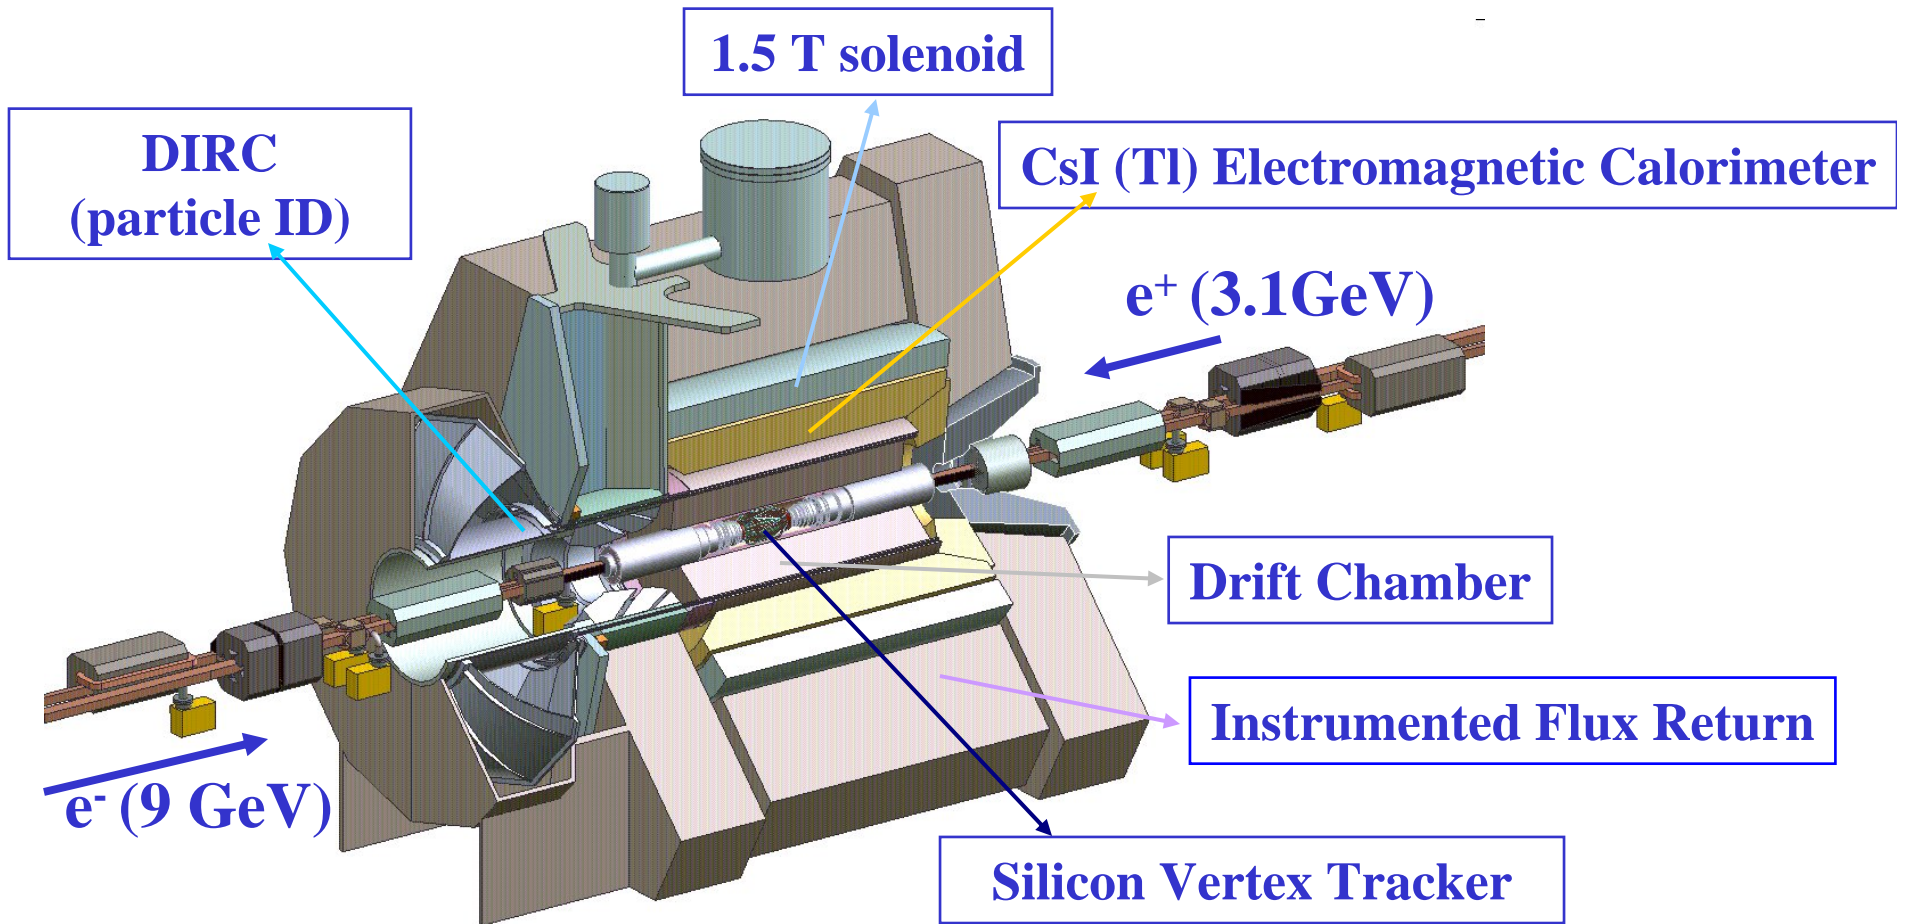 1.5 T solenoid
DIRC
(particle ID)
CsI (Tl) Electromagnetic Calorimeter
e⁺ (3.1GeV)
Drift Chamber
Instrumented Flux Return
e⁻ (9 GeV)
Silicon Vertex Tracker